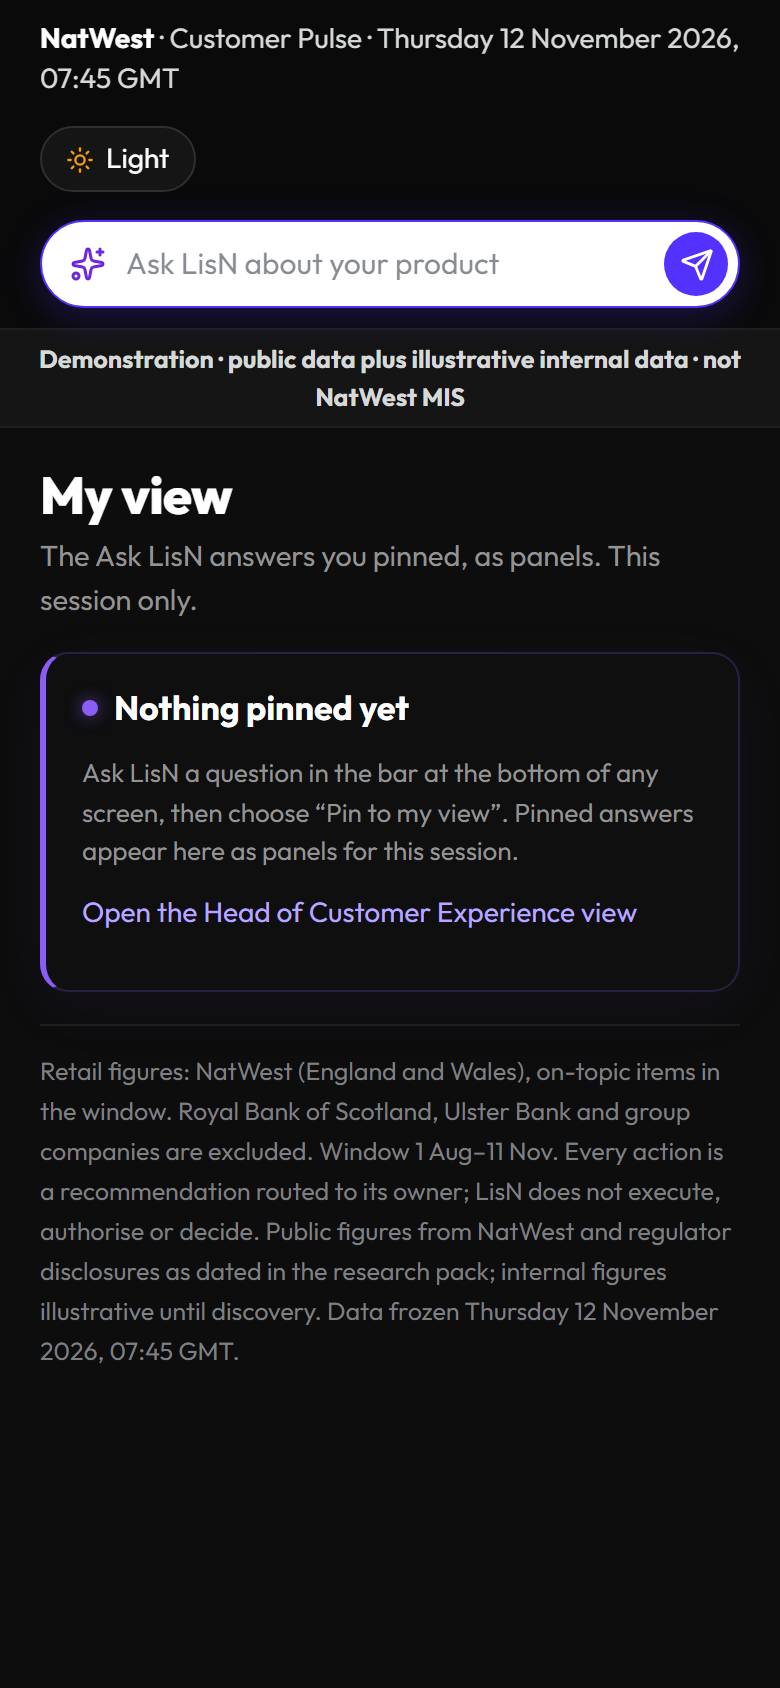 NatWest · Customer Pulse · Thursday 12 November 2026,
07:45 GMT
Light
Ask LisN about your product
Demonstration · public data plus illustrative internal data · not
NatWest MIS
My view
The Ask LisN answers you pinned, as panels. This
session only.
Nothing pinned yet
Ask LisN a question in the bar at the bottom of any
screen, then choose “Pin to my view”. Pinned answers
appear here as panels for this session.
Open the Head of Customer Experience view
Retail figures: NatWest (England and Wales), on-topic items in
the window. Royal Bank of Scotland, Ulster Bank and group
companies are excluded. Window 1 Aug–11 Nov. Every action is
a recommendation routed to its owner; LisN does not execute,
authorise or decide. Public figures from NatWest and regulator
disclosures as dated in the research pack; internal figures
illustrative until discovery. Data frozen Thursday 12 November
2026, 07:45 GMT.